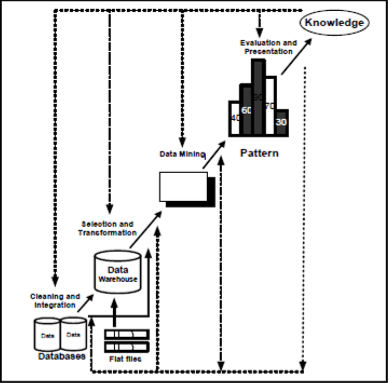 Knowledge
Evaluation and
Presentation
40
60
90
70
30
Pattern
Data Mining
Selection and
Transformation
Data
Warehouse
Cleaning and
Integration
Data
Data
Databases
Flat files